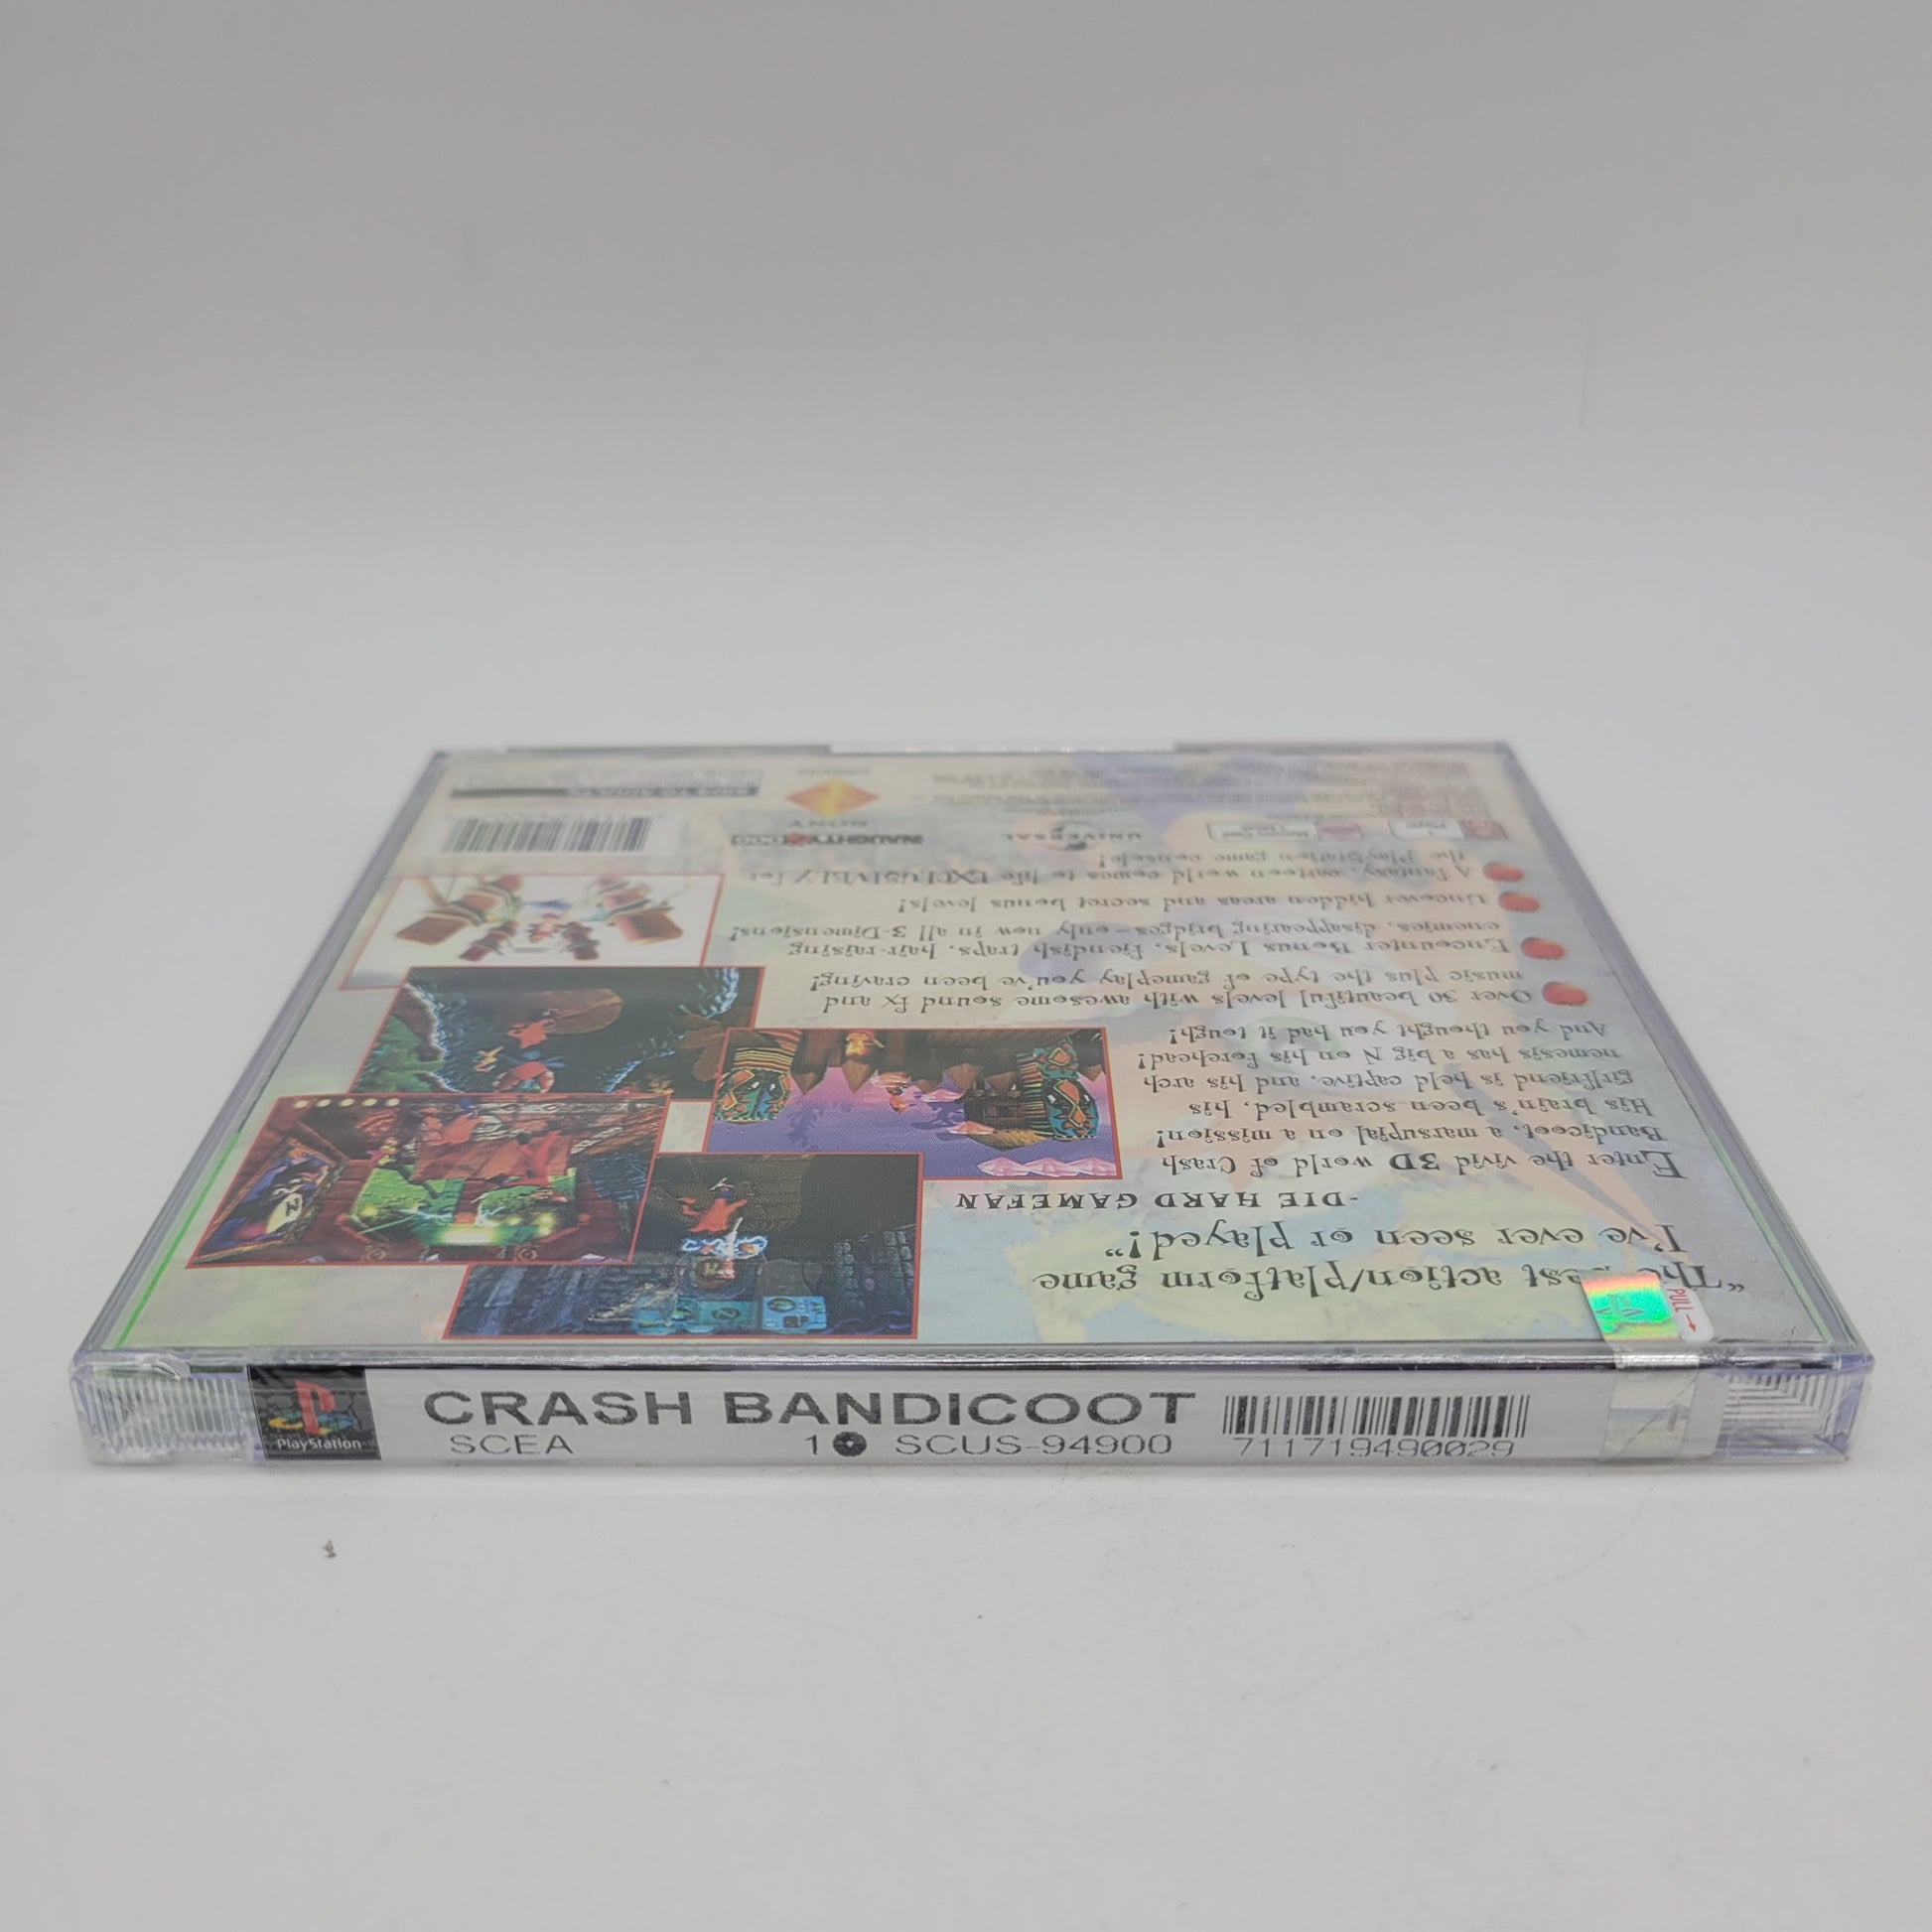 "The best action/platform game
I've ever seen or played!"
-DIE HARD GAMEFAN
Enter the vivid 3D world of Crash
Bandicoot, a marsupial on a mission!
His brain's been scrambled, his
girlfriend is held captive, and his arch
nemesis has a big N on his forehead!
And you thought you had it tough!
Over 30 beautiful levels with awesome sound fx and
music plus the type of gameplay you've been craving!
Encounter Bonus Levels, fiendish traps, hair-raising
enemies, disappearing bridges-only now in all 3-Dimensions!
Uncover hidden areas and secret bonus levels!
A fantasy, cartoon world comes to life EXCLUSIVELY for
the PlayStation game console!
1 Player
Memory Card
UNIVERSAL
NAUGHTY DOG
SONY
PULL →
PlayStation
CRASH BANDICOOT
SCEA
1 SCUS-94900
711719490029